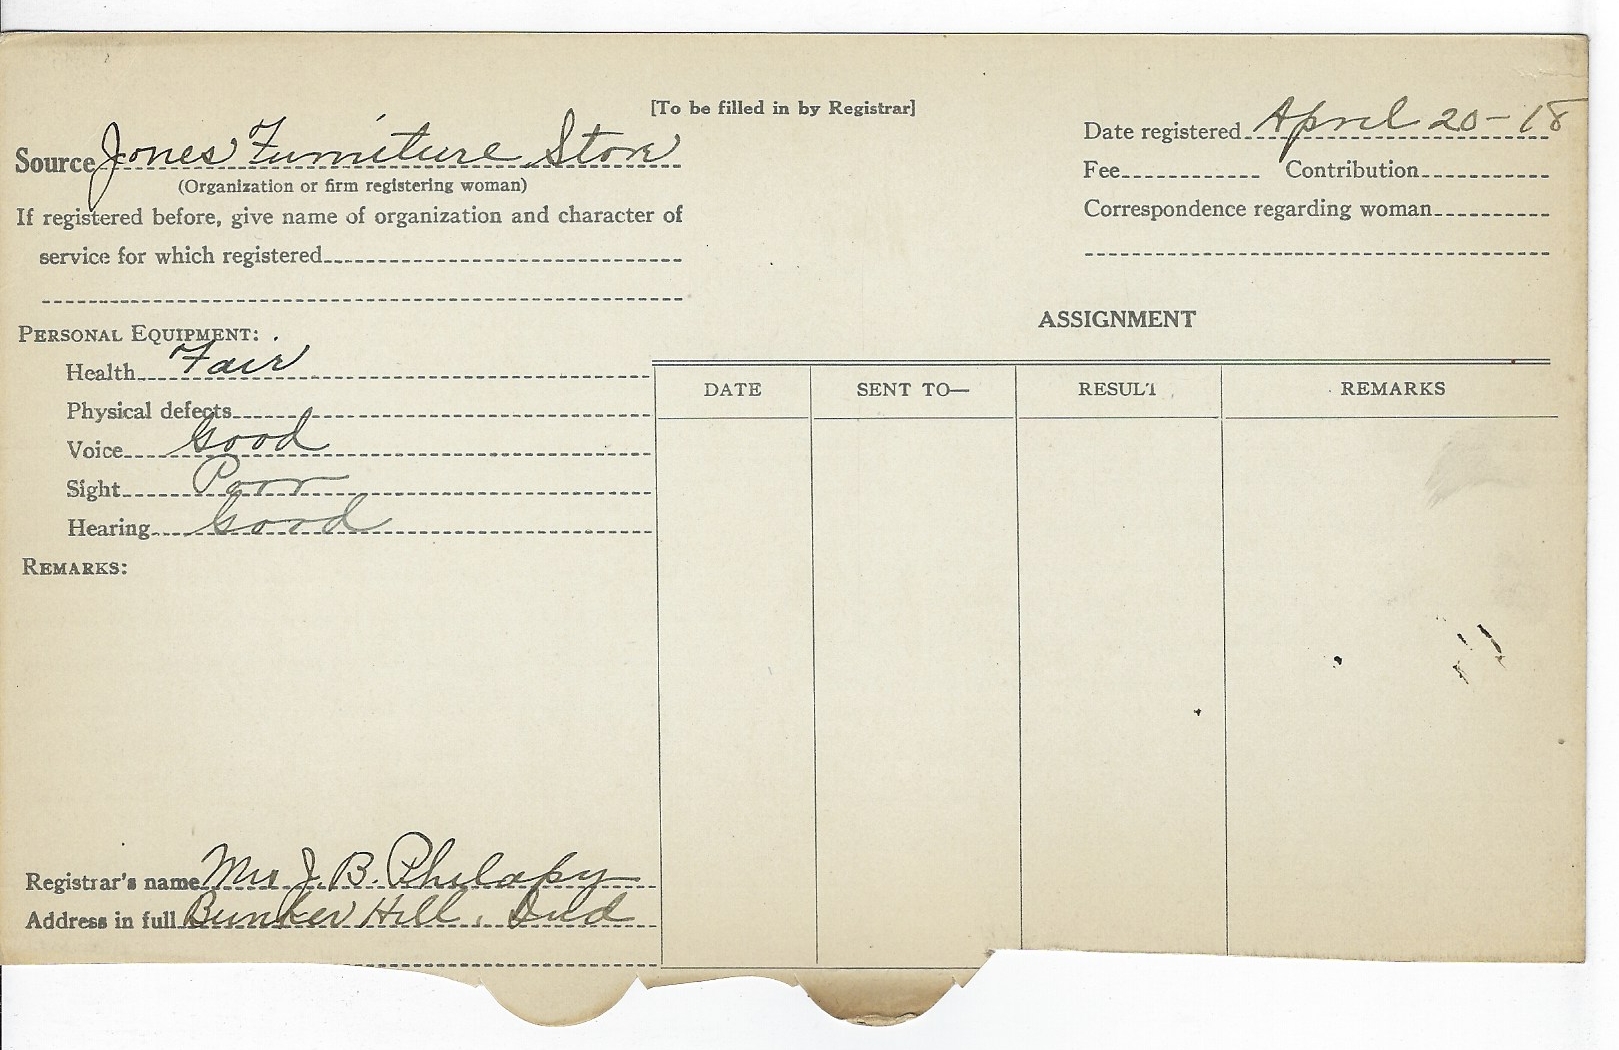 [To be filled in by Registrar]
Source Jones Furniture Store
(Organization or firm registering woman)
If registered before, give name of organization and character of
service for which registered
Date registered April 20-18
Fee Contribution
Correspondence regarding woman
PERSONAL EQUIPMENT:
Health Fair
Physical defects
Voice Good
Sight Poor
Hearing Good
REMARKS:
ASSIGNMENT
DATE SENT TO— RESULT REMARKS
Registrar's name Mrs J. B. Philapy
Address in full Bunker Hill, Ind